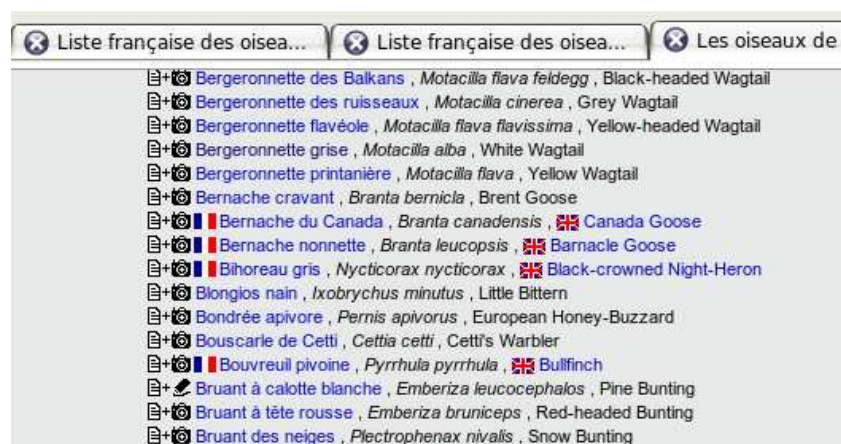 Liste française des oisea... Liste française des oisea... Les oiseaux de
Bergeronnette des Balkans , Motacilla flava feldegg , Black-headed Wagtail
Bergeronnette des ruisseaux , Motacilla cinerea , Grey Wagtail
Bergeronnette flavéole , Motacilla flava flavissima , Yellow-headed Wagtail
Bergeronnette grise , Motacilla alba , White Wagtail
Bergeronnette printanière , Motacilla flava , Yellow Wagtail
Bernache cravant , Branta bernicla , Brent Goose
Bernache du Canada , Branta canadensis , Canada Goose
Bernache nonnette , Branta leucopsis , Barnacle Goose
Bihoreau gris , Nycticorax nycticorax , Black-crowned Night-Heron
Blongios nain , Ixobrychus minutus , Little Bittern
Bondrée apivore , Pernis apivorus , European Honey-Buzzard
Bouscarle de Cetti , Cettia cetti , Cetti's Warbler
Bouvreuil pivoine , Pyrrhula pyrrhula , Bullfinch
Bruant à calotte blanche , Emberiza leucocephalos , Pine Bunting
Bruant à tête rousse , Emberiza bruniceps , Red-headed Bunting
Bruant des neiges , Plectrophenax nivalis , Snow Bunting